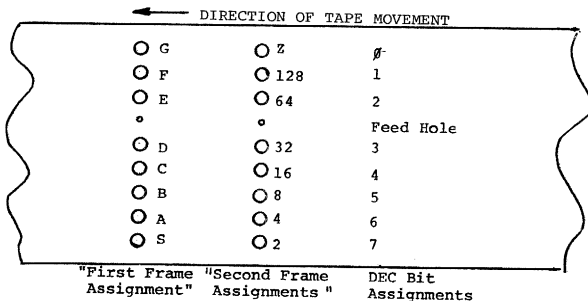 DIRECTION OF TAPE MOVEMENT
G Z 0
F 128 1
E 64 2
Feed Hole
D 32 3
C 16 4
B 8 5
A 4 6
S 2 7
"First Frame "Second Frame DEC Bit
Assignment" Assignments " Assignments